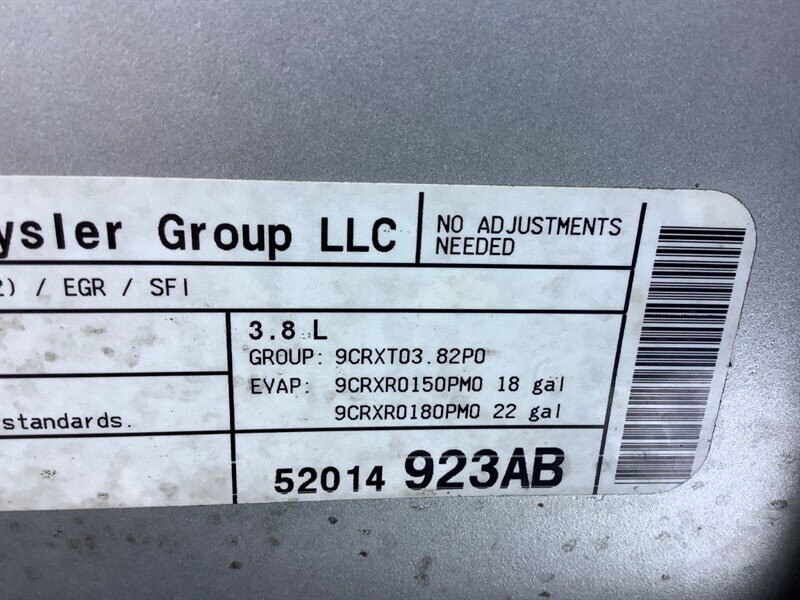 ysler Group LLC
NO ADJUSTMENTS
NEEDED
2) / EGR / SFI
3.8 L
GROUP: 9CRXT03.82P0
EVAP: 9CRXR0150PM0 18 gal
9CRXR0180PM0 22 gal
standards.
52014 923AB